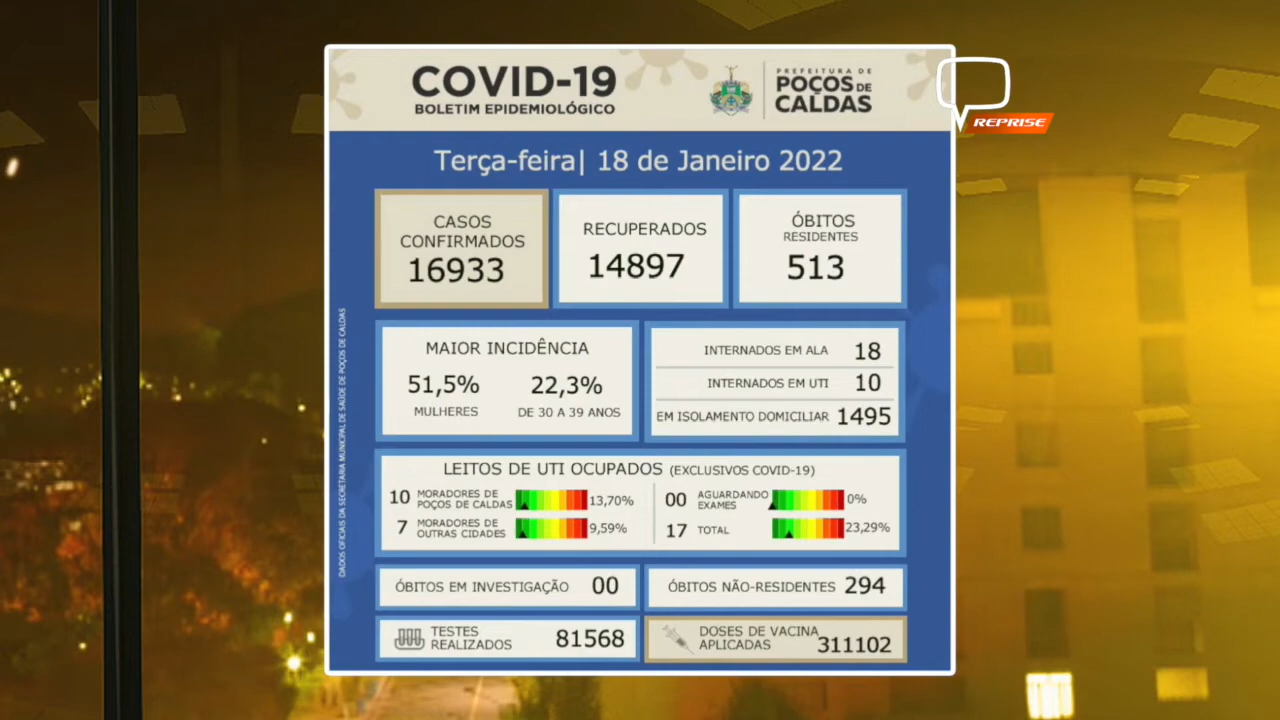 COVID-19
BOLETIM EPIDEMIOLÓGICO
PREFEITURA DE
POÇOS DE
CALDAS
REPRISE
Terça-feira| 18 de Janeiro 2022
CASOS
CONFIRMADOS
16933
RECUPERADOS
14897
ÓBITOS
RESIDENTES
513
MAIOR INCIDÊNCIA
51,5%
MULHERES
22,3%
DE 30 A 39 ANOS
INTERNADOS EM ALA 18
INTERNADOS EM UTI 10
EM ISOLAMENTO DOMICILIAR 1495
LEITOS DE UTI OCUPADOS (EXCLUSIVOS COVID-19)
10 MORADORES DE
POÇOS DE CALDAS 13,70%
7 MORADORES DE
OUTRAS CIDADES 9,59%
00 AGUARDANDO
EXAMES 0%
17 TOTAL 23,29%
ÓBITOS EM INVESTIGAÇÃO 00
ÓBITOS NÃO-RESIDENTES 294
TESTES
REALIZADOS 81568
DOSES DE VACINA
APLICADAS 311102
DADOS OFICIAIS DA SECRETARIA MUNICIPAL DE SAÚDE DE POÇOS DE CALDAS